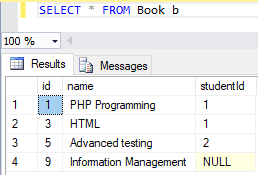 SELECT * FROM Book b
100 %
Results Messages
id name studentId
1 1 PHP Programming 1
2 3 HTML 1
3 5 Advanced testing 2
4 9 Information Management NULL